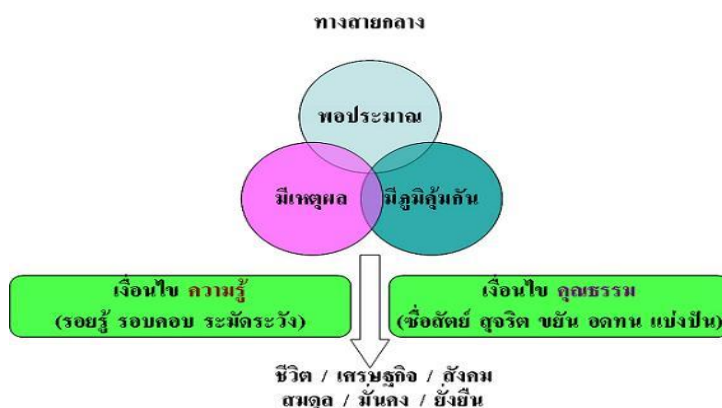 ทางสายกลาง
พอประมาณ
มีเหตุผล
มีภูมิคุ้มกัน
เงื่อนไข ความรู้
(รอยรู้ รอบคอบ ระมัดระวัง)
เงื่อนไข คุณธรรม
(ซื่อสัตย์ สุจริต ขยัน อดทน แบ่งปัน)
ชีวิต / เศรษฐกิจ / สังคม
สมดุล / มั่นคง / ยั่งยืน